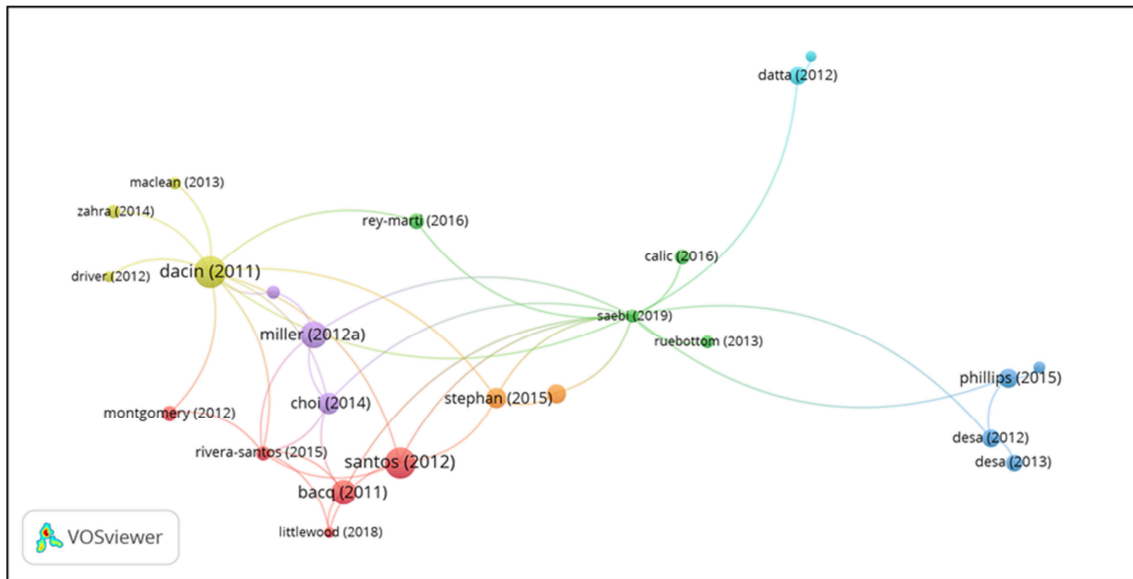 datta (2012)
maclean (2013)
zahra (2014)
rey-marti (2016)
calic (2016)
dacin (2011)
driver (2012)
saebi (2019)
miller (2012a)
ruebottom (2013)
phillips (2015)
stephan (2015)
choi (2014)
montgomery (2012)
desa (2012)
rivera-santos (2015)
santos (2012)
desa (2013)
bacq (2011)
littlewood (2018)
VOSviewer